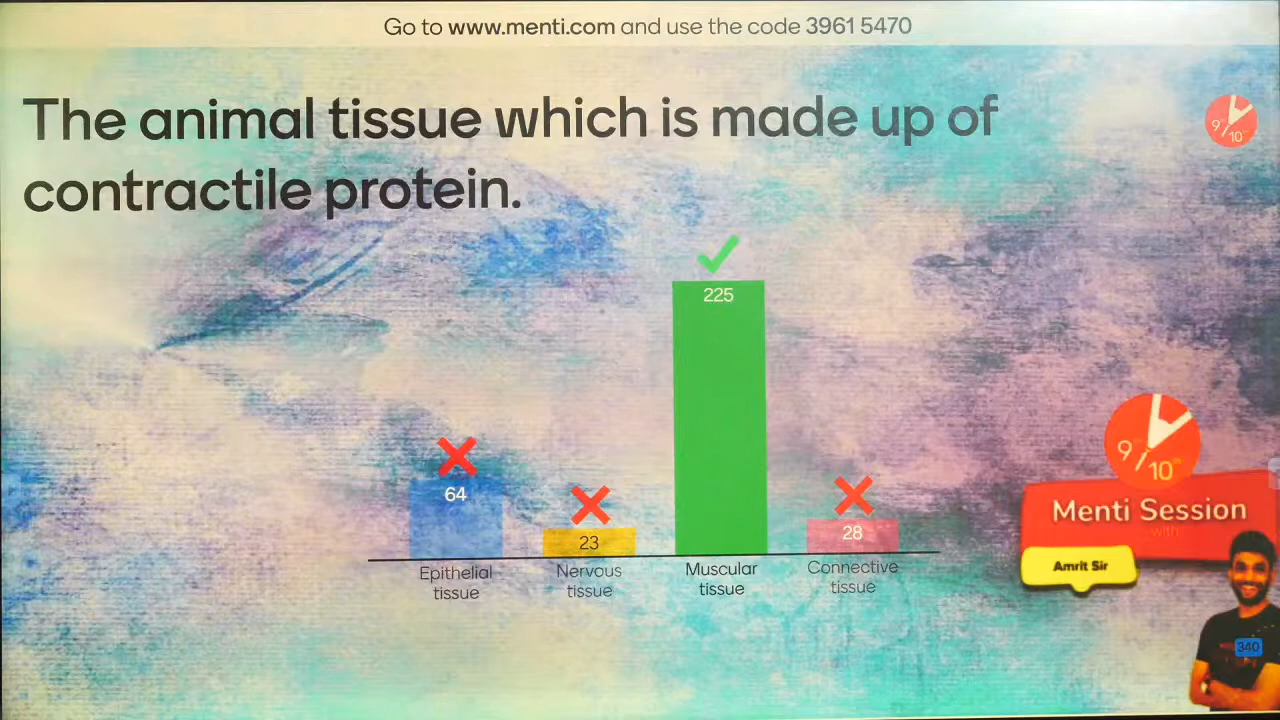 Go to www.menti.com and use the code 3961 5470
The animal tissue which is made up of
contractile protein.
9th/10th
225
64
23
28
Epithelial
tissue
Nervous
tissue
Muscular
tissue
Connective
tissue
9th/10th
Menti Session
with
Amrit Sir
340